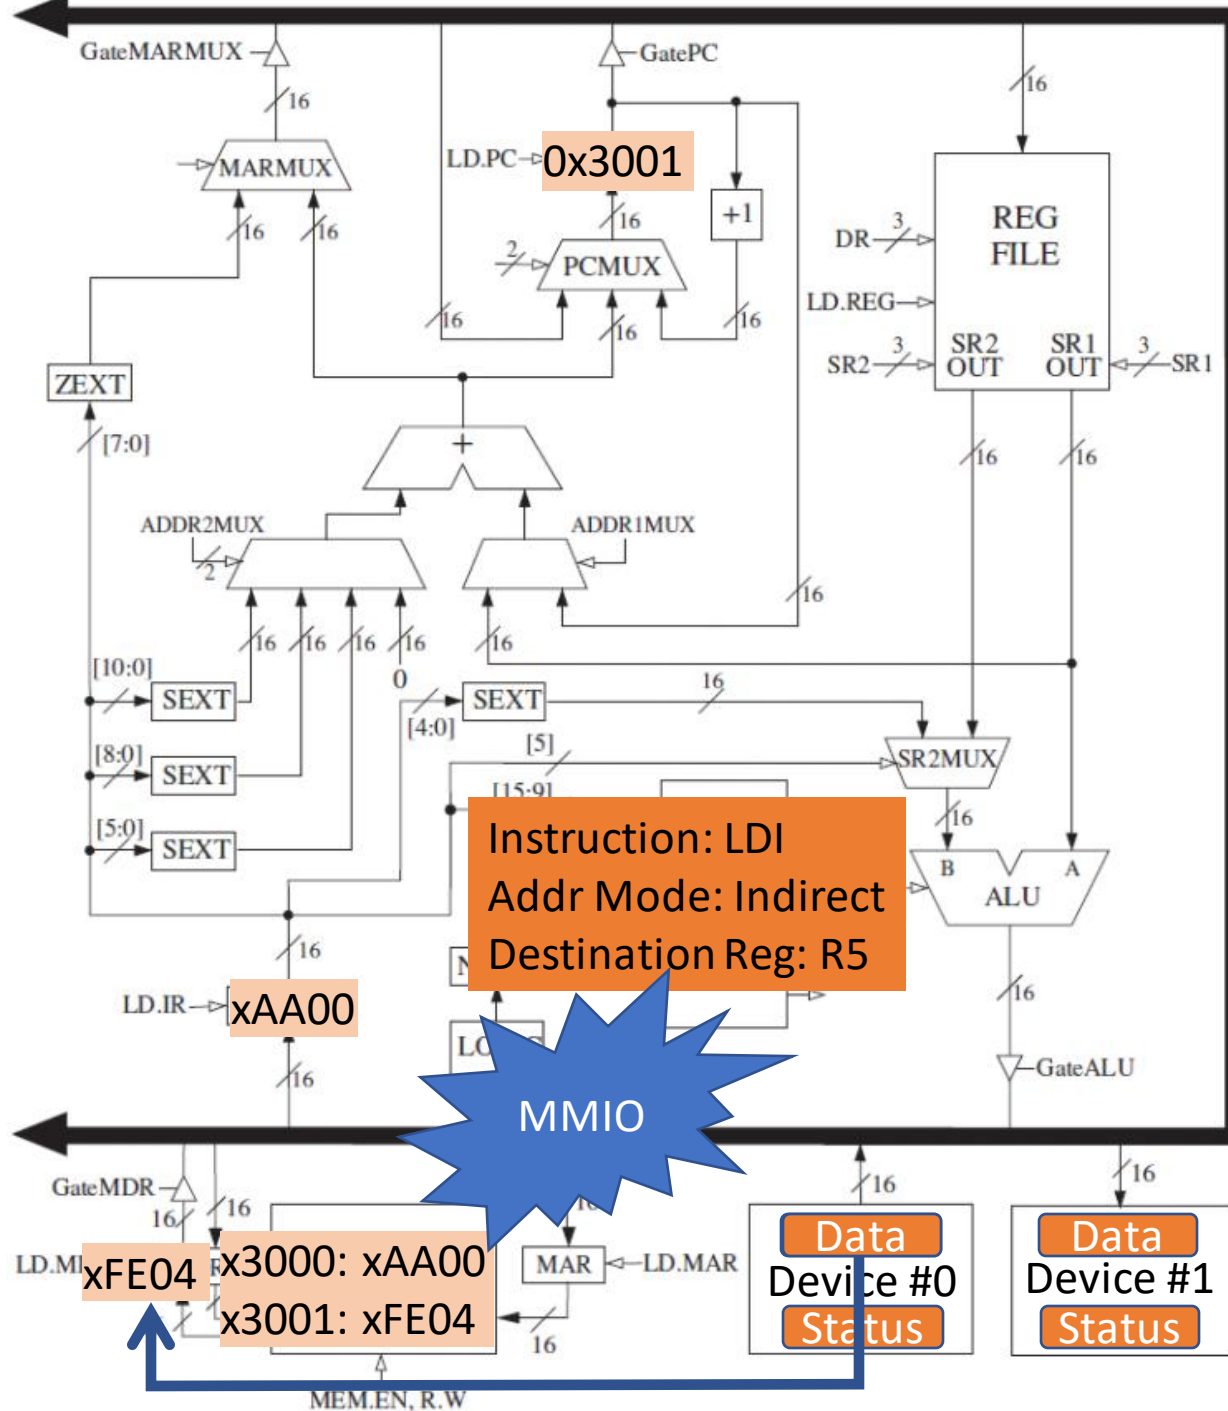 GateMARMUX
GatePC
16
16
MARMUX
LD.PC
0x3001
16
+1
REG
FILE
DR
3
16
16
2
PCMUX
16
LD.REG
16
16
16
SR2
3
SR2
OUT
SR1
OUT
3
SR1
ZEXT
[7:0]
+
16
16
ADDR2MUX
ADDR1MUX
2
16
16
16
16
16
16
[10:0]
SEXT
0
[4:0]
SEXT
16
[8:0]
SEXT
[5]
SR2MUX
[15:9]
[5:0]
SEXT
16
Instruction: LDI
Addr Mode: Indirect
Destination Reg: R5
B
A
ALU
16
LD.IR
xAA00
16
16
GateALU
MMIO
GateMDR
16
16
16
16
16
LD.M
xFE04
R
x3000: xAA00
x3001: xFE04
MAR
LD.MAR
16
Data
Device #0
Status
Data
Device #1
Status
MEM.EN, R.W